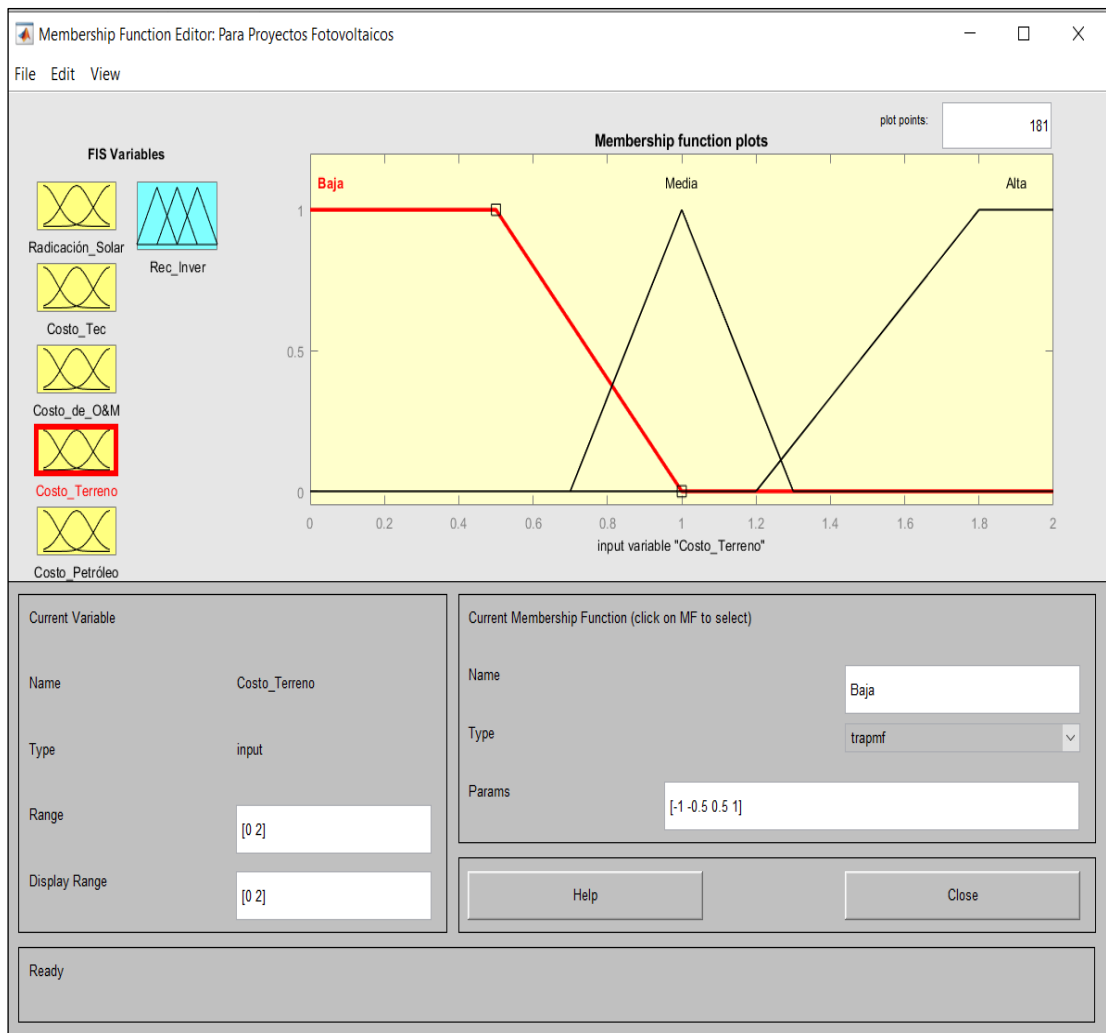 Membership Function Editor: Para Proyectos Fotovoltaicos
File Edit View
plot points: 181
FIS Variables
Membership function plots
Radicación_Solar
Rec_Inver
Costo_Tec
Costo_de_O&M
Costo_Terreno
Costo_Petróleo
Baja Media Alta
1
0.5
0
0 0.2 0.4 0.6 0.8 1 1.2 1.4 1.6 1.8 2
input variable "Costo_Terreno"
Current Variable
Name Costo_Terreno
Type input
Range [0 2]
Display Range [0 2]
Current Membership Function (click on MF to select)
Name Baja
Type trapmf
Params [-1 -0.5 0.5 1]
Help Close
Ready